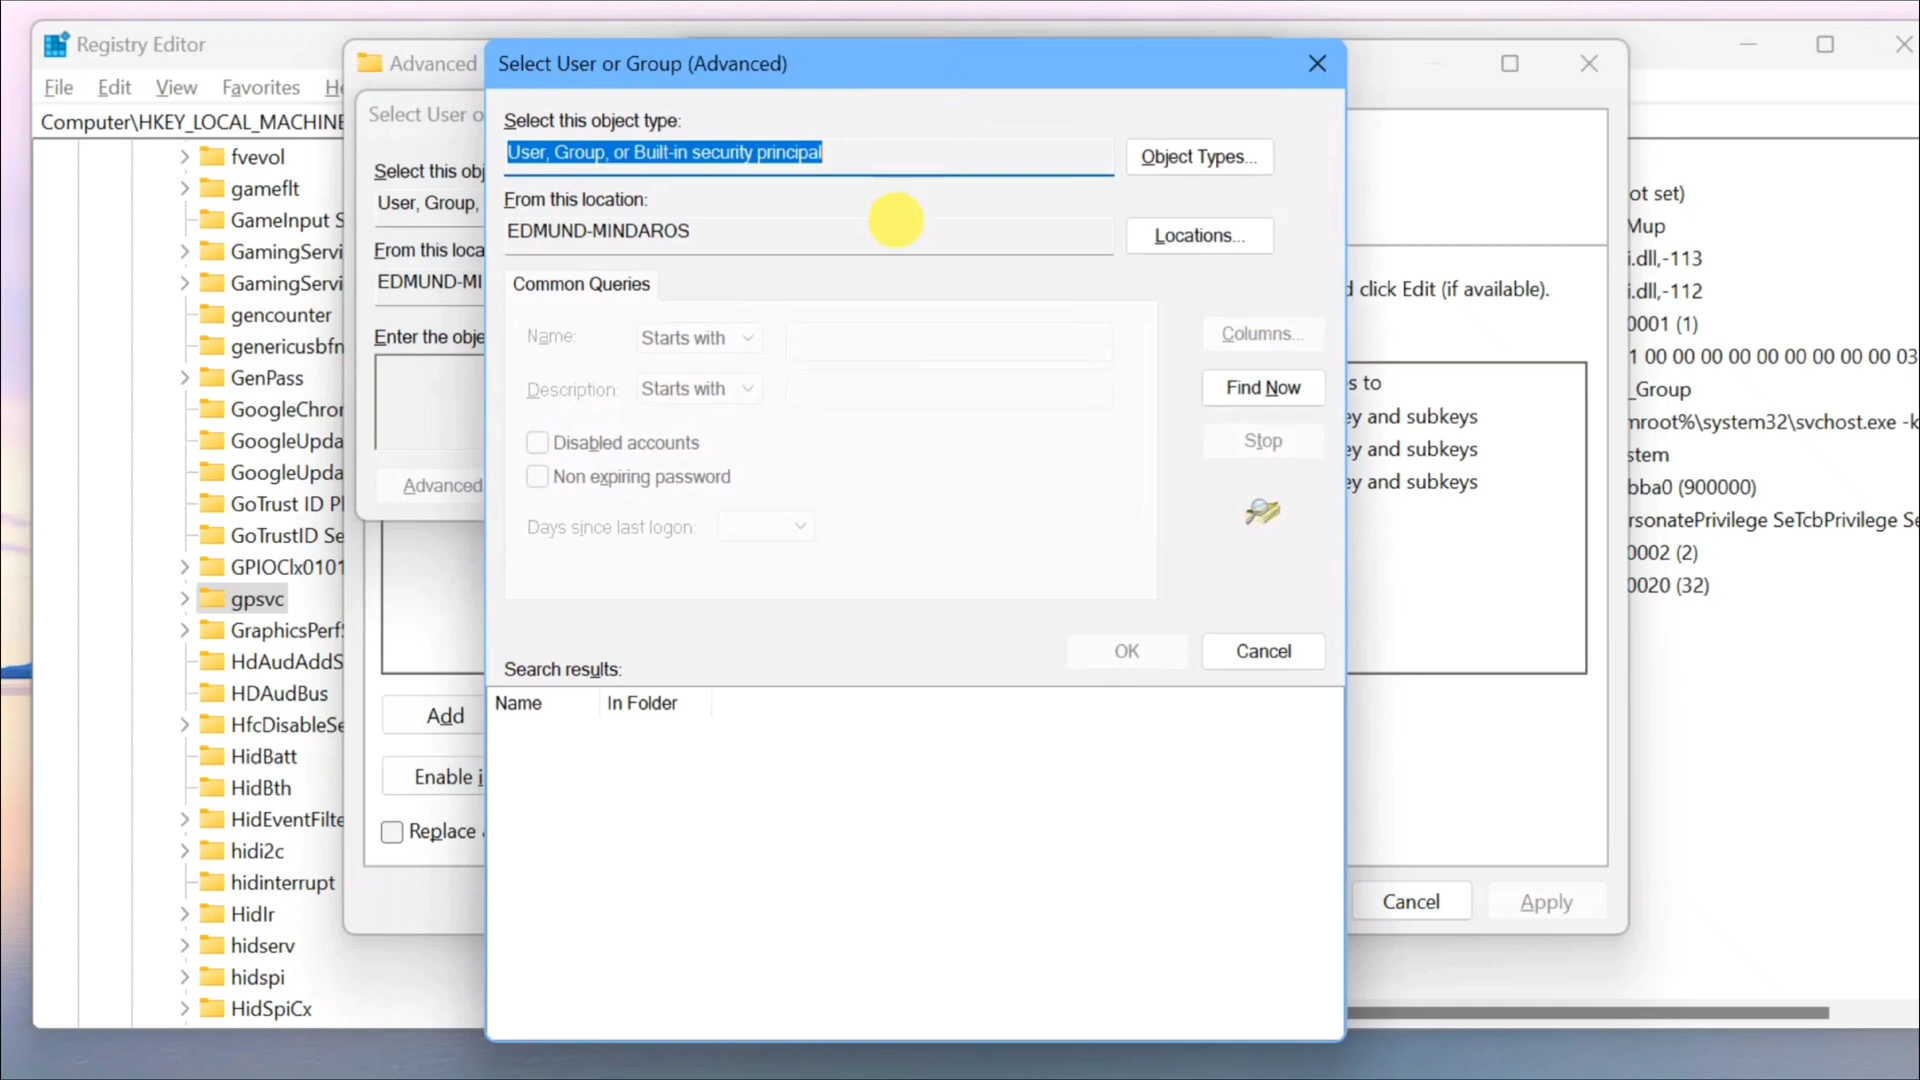 Registry Editor
File Edit View Favorites He
Computer\HKEY_LOCAL_MACHINE
fvevol
gameflt
GameInput S
GamingServi
GamingServi
gencounter
genericusbfn
GenPass
GoogleChror
GoogleUpda
GoogleUpda
GoTrust ID Pl
GoTrustID Se
GPIOClx0101
gpsvc
GraphicsPerfS
HdAudAddS
HDAudBus
HfcDisableSe
HidBatt
HidBth
HidEventFilte
hidi2c
hidinterrupt
HidIr
hidserv
hidspi
HidSpiCx
Advanced
Select User o
Select this obj
User, Group,
From this loca
EDMUND-MI
Enter the obje
Advanced
Add
Enable i
Replace
Select User or Group (Advanced)
Select this object type:
User, Group, or Built-in security principal
Object Types...
From this location:
EDMUND-MINDAROS
Locations...
Common Queries
Name: Starts with
Description: Starts with
Disabled accounts
Non expiring password
Days since last logon:
Columns...
Find Now
Stop
OK Cancel
Search results:
Name In Folder
d click Edit (if available).
s to
ey and subkeys
ey and subkeys
ey and subkeys
Cancel Apply
ot set)
Mup
i.dll,-113
i.dll,-112
0001 (1)
1 00 00 00 00 00 00 00 00 00 03
_Group
mroot%\system32\svchost.exe -k
stem
bba0 (900000)
rsonatePrivilege SeTcbPrivilege Se
0002 (2)
0020 (32)